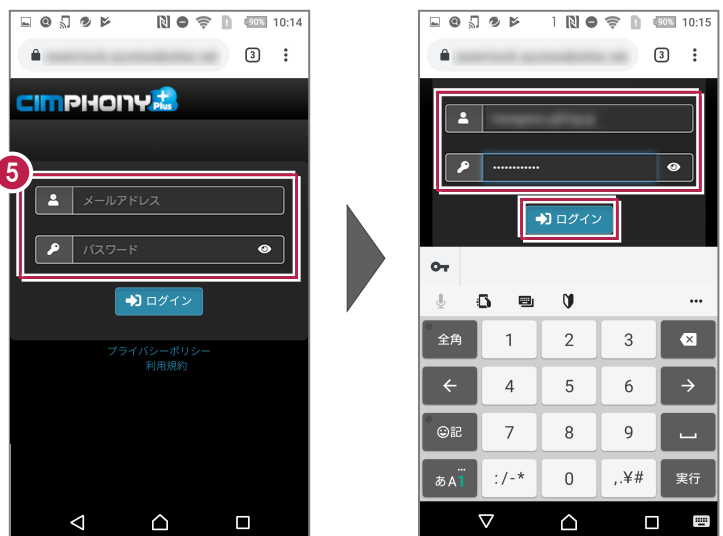 90% 10:14
3
CIMPHONY Plus
5
メールアドレス
パスワード
ログイン
プライバシーポリシー
利用規約
1 90% 10:15
3
••••••••••••
ログイン
全角 1 2 3
← 4 5 6 →
記 7 8 9
あA1 :/-* 0 ,.¥# 実行